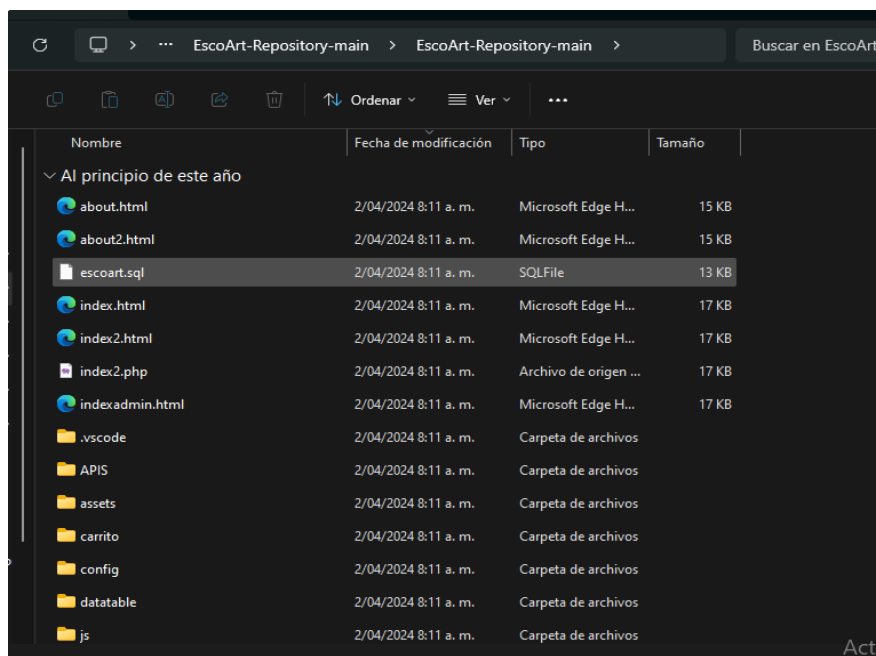 EscoArt-Repository-main > EscoArt-Repository-main > Buscar en EscoArt
Ordenar Ver
Nombre Fecha de modificación Tipo Tamaño
Al principio de este año
about.html 2/04/2024 8:11 a. m. Microsoft Edge H... 15 KB
about2.html 2/04/2024 8:11 a. m. Microsoft Edge H... 15 KB
escoart.sql 2/04/2024 8:11 a. m. SQLFile 13 KB
index.html 2/04/2024 8:11 a. m. Microsoft Edge H... 17 KB
index2.html 2/04/2024 8:11 a. m. Microsoft Edge H... 17 KB
index2.php 2/04/2024 8:11 a. m. Archivo de origen ... 17 KB
indexadmin.html 2/04/2024 8:11 a. m. Microsoft Edge H... 17 KB
.vscode 2/04/2024 8:11 a. m. Carpeta de archivos
APIS 2/04/2024 8:11 a. m. Carpeta de archivos
assets 2/04/2024 8:11 a. m. Carpeta de archivos
carrito 2/04/2024 8:11 a. m. Carpeta de archivos
config 2/04/2024 8:11 a. m. Carpeta de archivos
datatable 2/04/2024 8:11 a. m. Carpeta de archivos
js 2/04/2024 8:11 a. m. Carpeta de archivos
Act